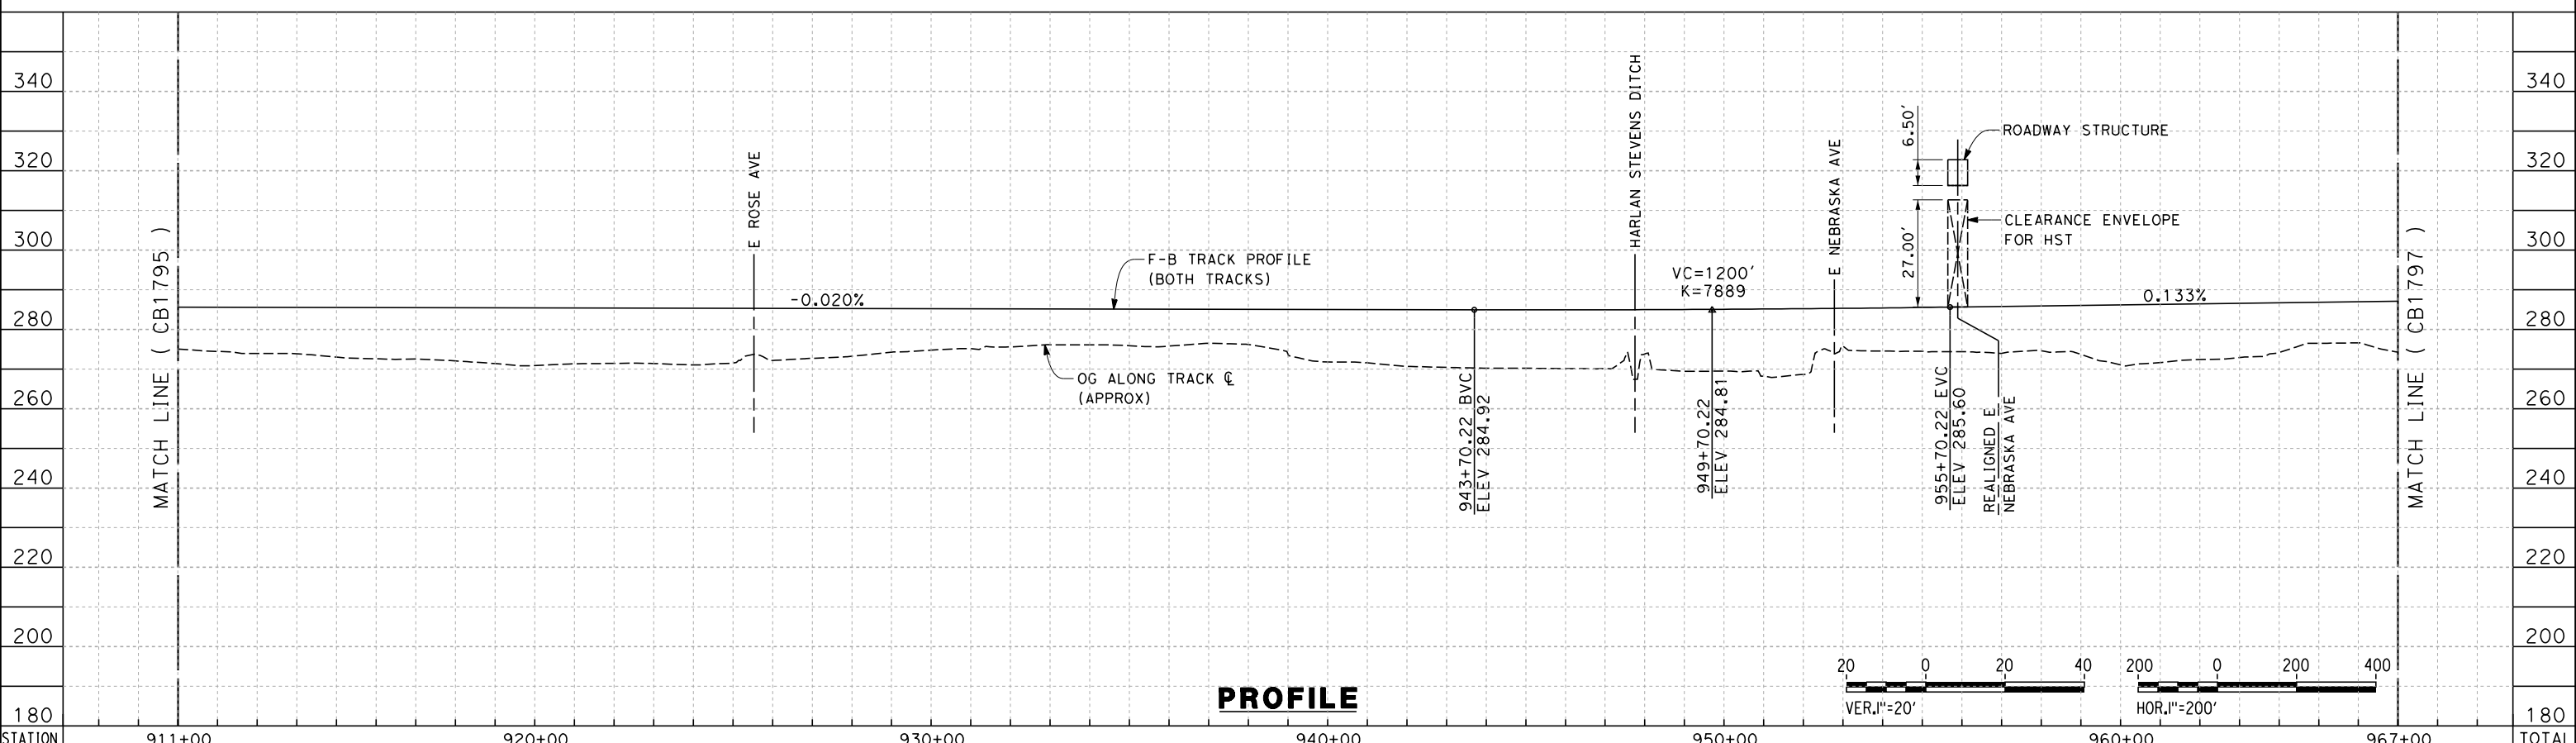 340
320
300
280
260
240
220
200
180
MATCH LINE ( CB1795 )
E ROSE AVE
-0.020%
F-B TRACK PROFILE
(BOTH TRACKS)
OG ALONG TRACK ℄
(APPROX)
943+70.22 BVC
ELEV 284.92
HARLAN STEVENS DITCH
VC=1200'
K=7889
949+70.22
ELEV 284.81
E NEBRASKA AVE
6.50'
27.00'
ROADWAY STRUCTURE
CLEARANCE ENVELOPE
FOR HST
955+70.22 EVC
ELEV 285.60
REALIGNED E
NEBRASKA AVE
0.133%
MATCH LINE ( CB1797 )
340
320
300
280
260
240
220
200
180
PROFILE
20 0 20 40
VER.1"=20'
200 0 200 400
HOR.1"=200'
STATION 911+00 920+00 930+00 940+00 950+00 960+00 967+00 TOTAL